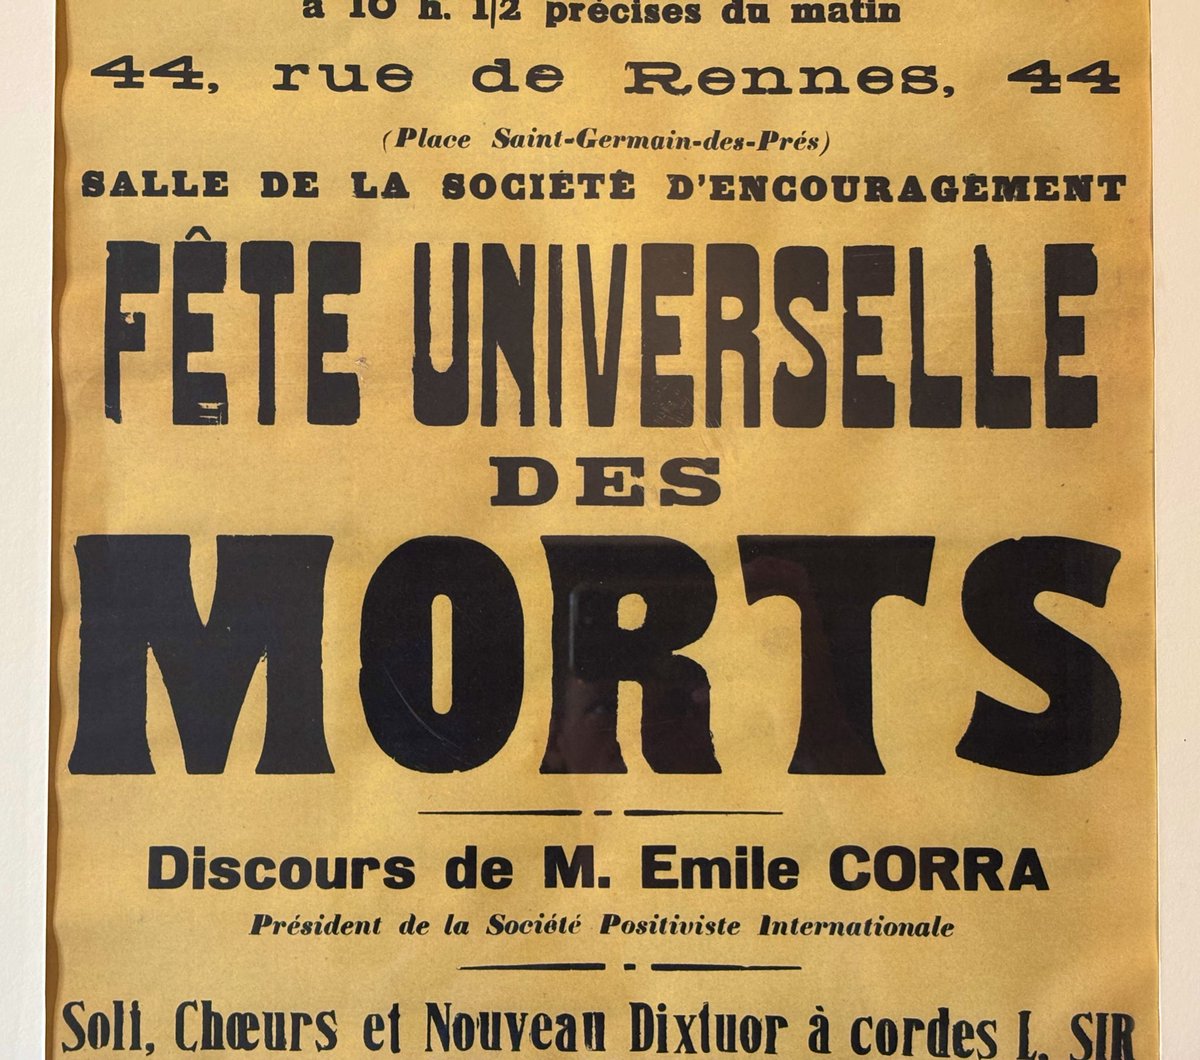 à 10 h. 1/2 précises du matin
44, rue de Rennes, 44
(Place Saint-Germain-des-Prés)
SALLE DE LA SOCIÉTÉ D'ENCOURAGEMENT
FÊTE UNIVERSELLE
DES
MORTS
Discours de M. Emile CORRA
Président de la Société Positiviste Internationale
Soli, Chœurs et Nouveau Dixtuor à cordes L. SIR